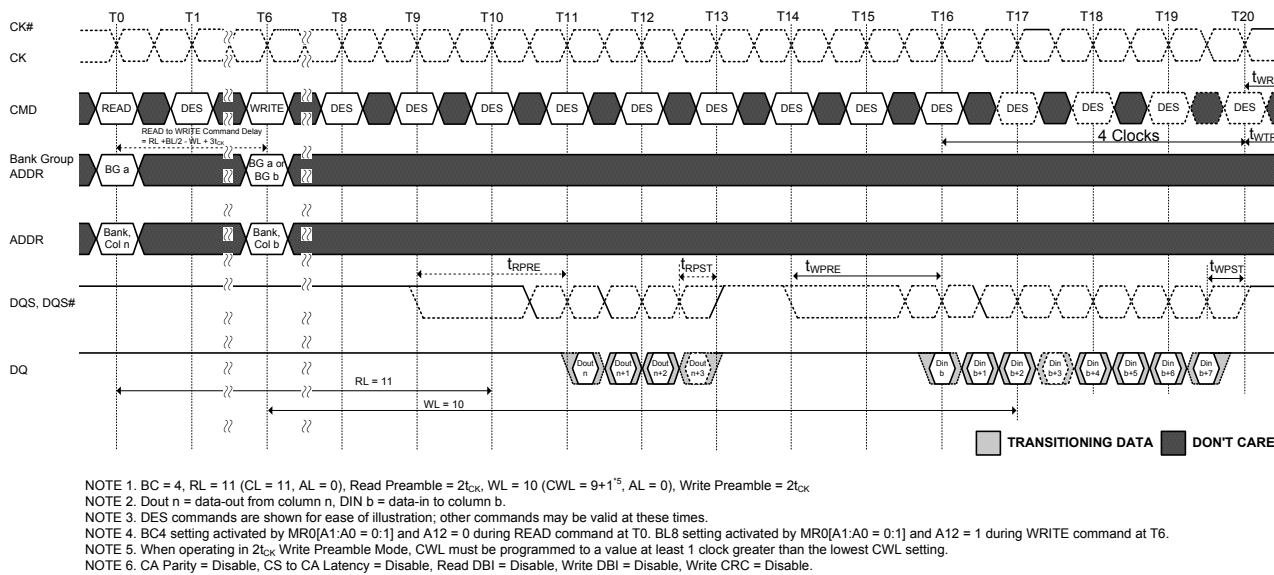 T0 T1 T6 T8 T9 T10 T11 T12 T13 T14 T15 T16 T17 T18 T19 T20
CK#
CK
tWR
CMD READ DES WRITE DES DES DES DES DES DES DES DES DES DES DES DES DES
READ to WRITE Command Delay
= RL +BL/2 - WL + 3tCK
4 Clocks
tWTR
Bank Group
ADDR
BG a
BG a or
BG b
ADDR
Bank,
Col n
Bank,
Col b
tRPRE tRPST tWPRE tWPST
DQS, DQS#
DQ
Dout
n
Dout
n+1
Dout
n+2
Dout
n+3
Din
b
Din
b+1
Din
b+2
Din
b+3
Din
b+4
Din
b+5
Din
b+6
Din
b+7
RL = 11
WL = 10
TRANSITIONING DATA DON'T CARE
NOTE 1. BC = 4, RL = 11 (CL = 11, AL = 0), Read Preamble = 2tCK, WL = 10 (CWL = 9+1*5, AL = 0), Write Preamble = 2tCK
NOTE 2. Dout n = data-out from column n, DIN b = data-in to column b.
NOTE 3. DES commands are shown for ease of illustration; other commands may be valid at these times.
NOTE 4. BC4 setting activated by MR0[A1:A0 = 0:1] and A12 = 0 during READ command at T0. BL8 setting activated by MR0[A1:A0 = 0:1] and A12 = 1 during WRITE command at T6.
NOTE 5. When operating in 2tCK Write Preamble Mode, CWL must be programmed to a value at least 1 clock greater than the lowest CWL setting.
NOTE 6. CA Parity = Disable, CS to CA Latency = Disable, Read DBI = Disable, Write DBI = Disable, Write CRC = Disable.